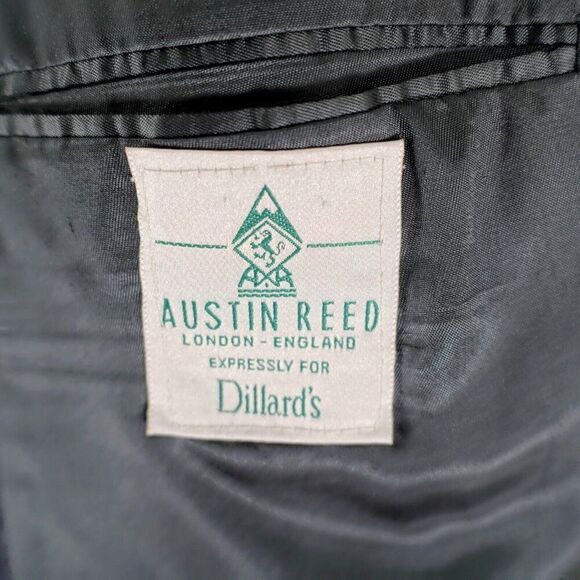 AUSTIN REED
LONDON - ENGLAND
EXPRESSLY FOR
Dillard's